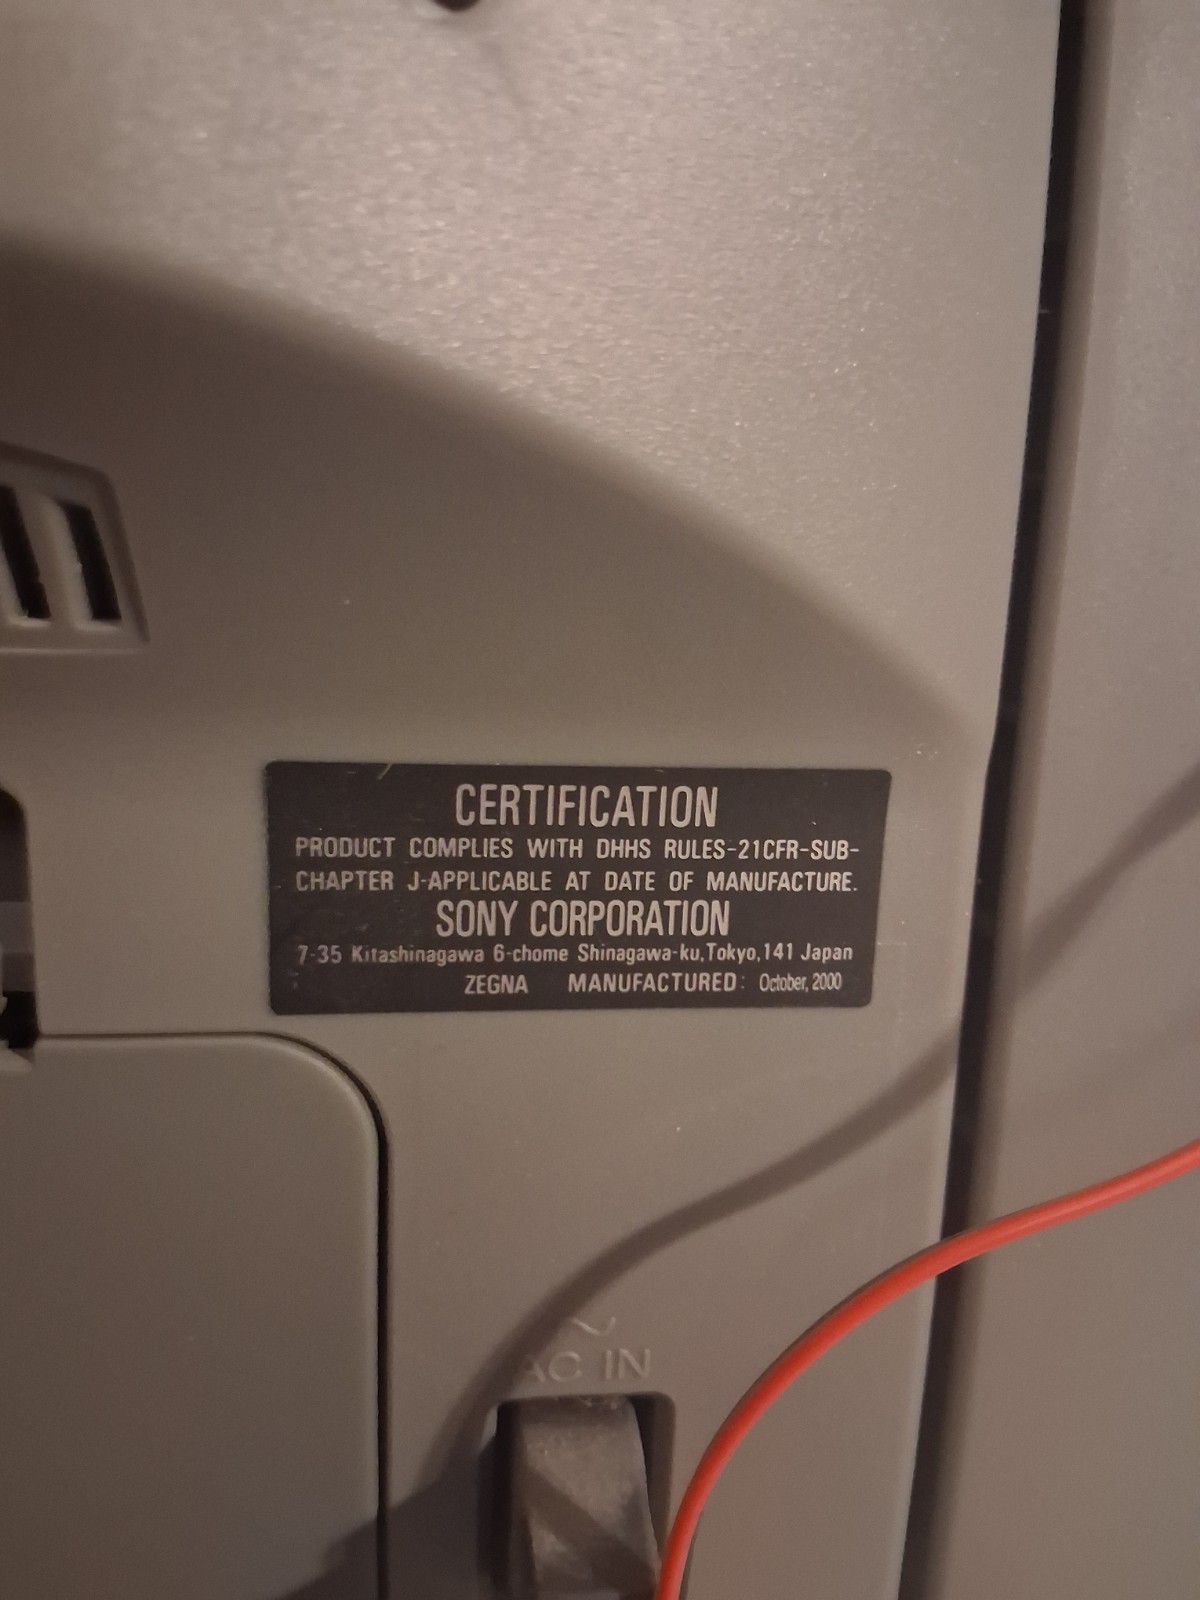 CERTIFICATION
PRODUCT COMPLIES WITH DHHS RULES-21CFR-SUB-
CHAPTER J-APPLICABLE AT DATE OF MANUFACTURE.
SONY CORPORATION
7-35 Kitashinagawa 6-chome Shinagawa-ku,Tokyo,141 Japan
ZEGNA MANUFACTURED: October, 2000
~
AC IN